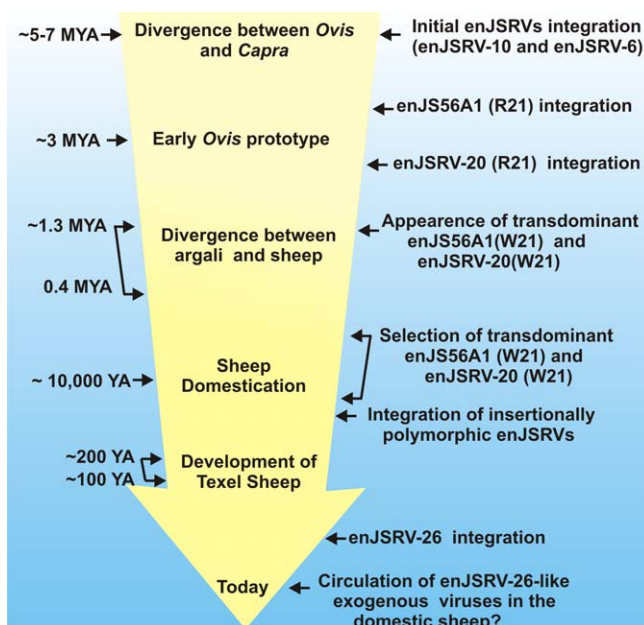 ~5-7 MYA
Divergence between Ovis
and Capra
Initial enJSRVs integration
(enJSRV-10 and enJSRV-6)
enJS56A1 (R21) integration
~3 MYA
Early Ovis prototype
enJSRV-20 (R21) integration
~1.3 MYA
Divergence between
argali and sheep
Appearence of transdominant
enJS56A1(W21) and
enJSRV-20(W21)
0.4 MYA
Selection of transdominant
enJS56A1 (W21) and
enJSRV-20 (W21)
~ 10,000 YA
Sheep
Domestication
Integration of insertionally
polymorphic enJSRVs
~200 YA
~100 YA
Development of
Texel Sheep
enJSRV-26 integration
Today
Circulation of enJSRV-26-like
exogenous viruses in the
domestic sheep?